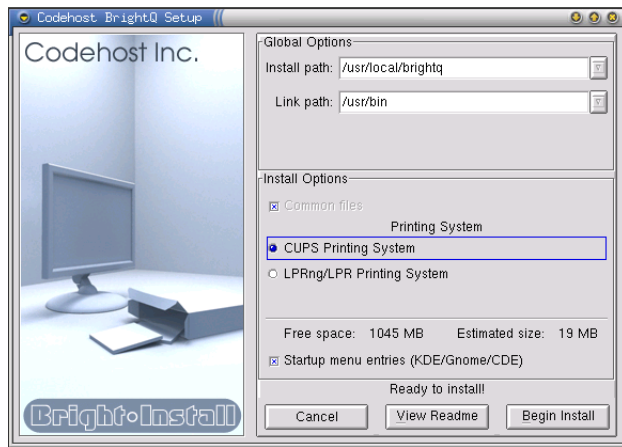 Codehost BrightQ Setup
Codehost Inc.
Bright•Install
Global Options
Install path: /usr/local/brightq
Link path: /usr/bin
Install Options
Common files
Printing System
CUPS Printing System
LPRng/LPR Printing System
Free space: 1045 MB Estimated size: 19 MB
Startup menu entries (KDE/Gnome/CDE)
Ready to install!
Cancel View Readme Begin Install